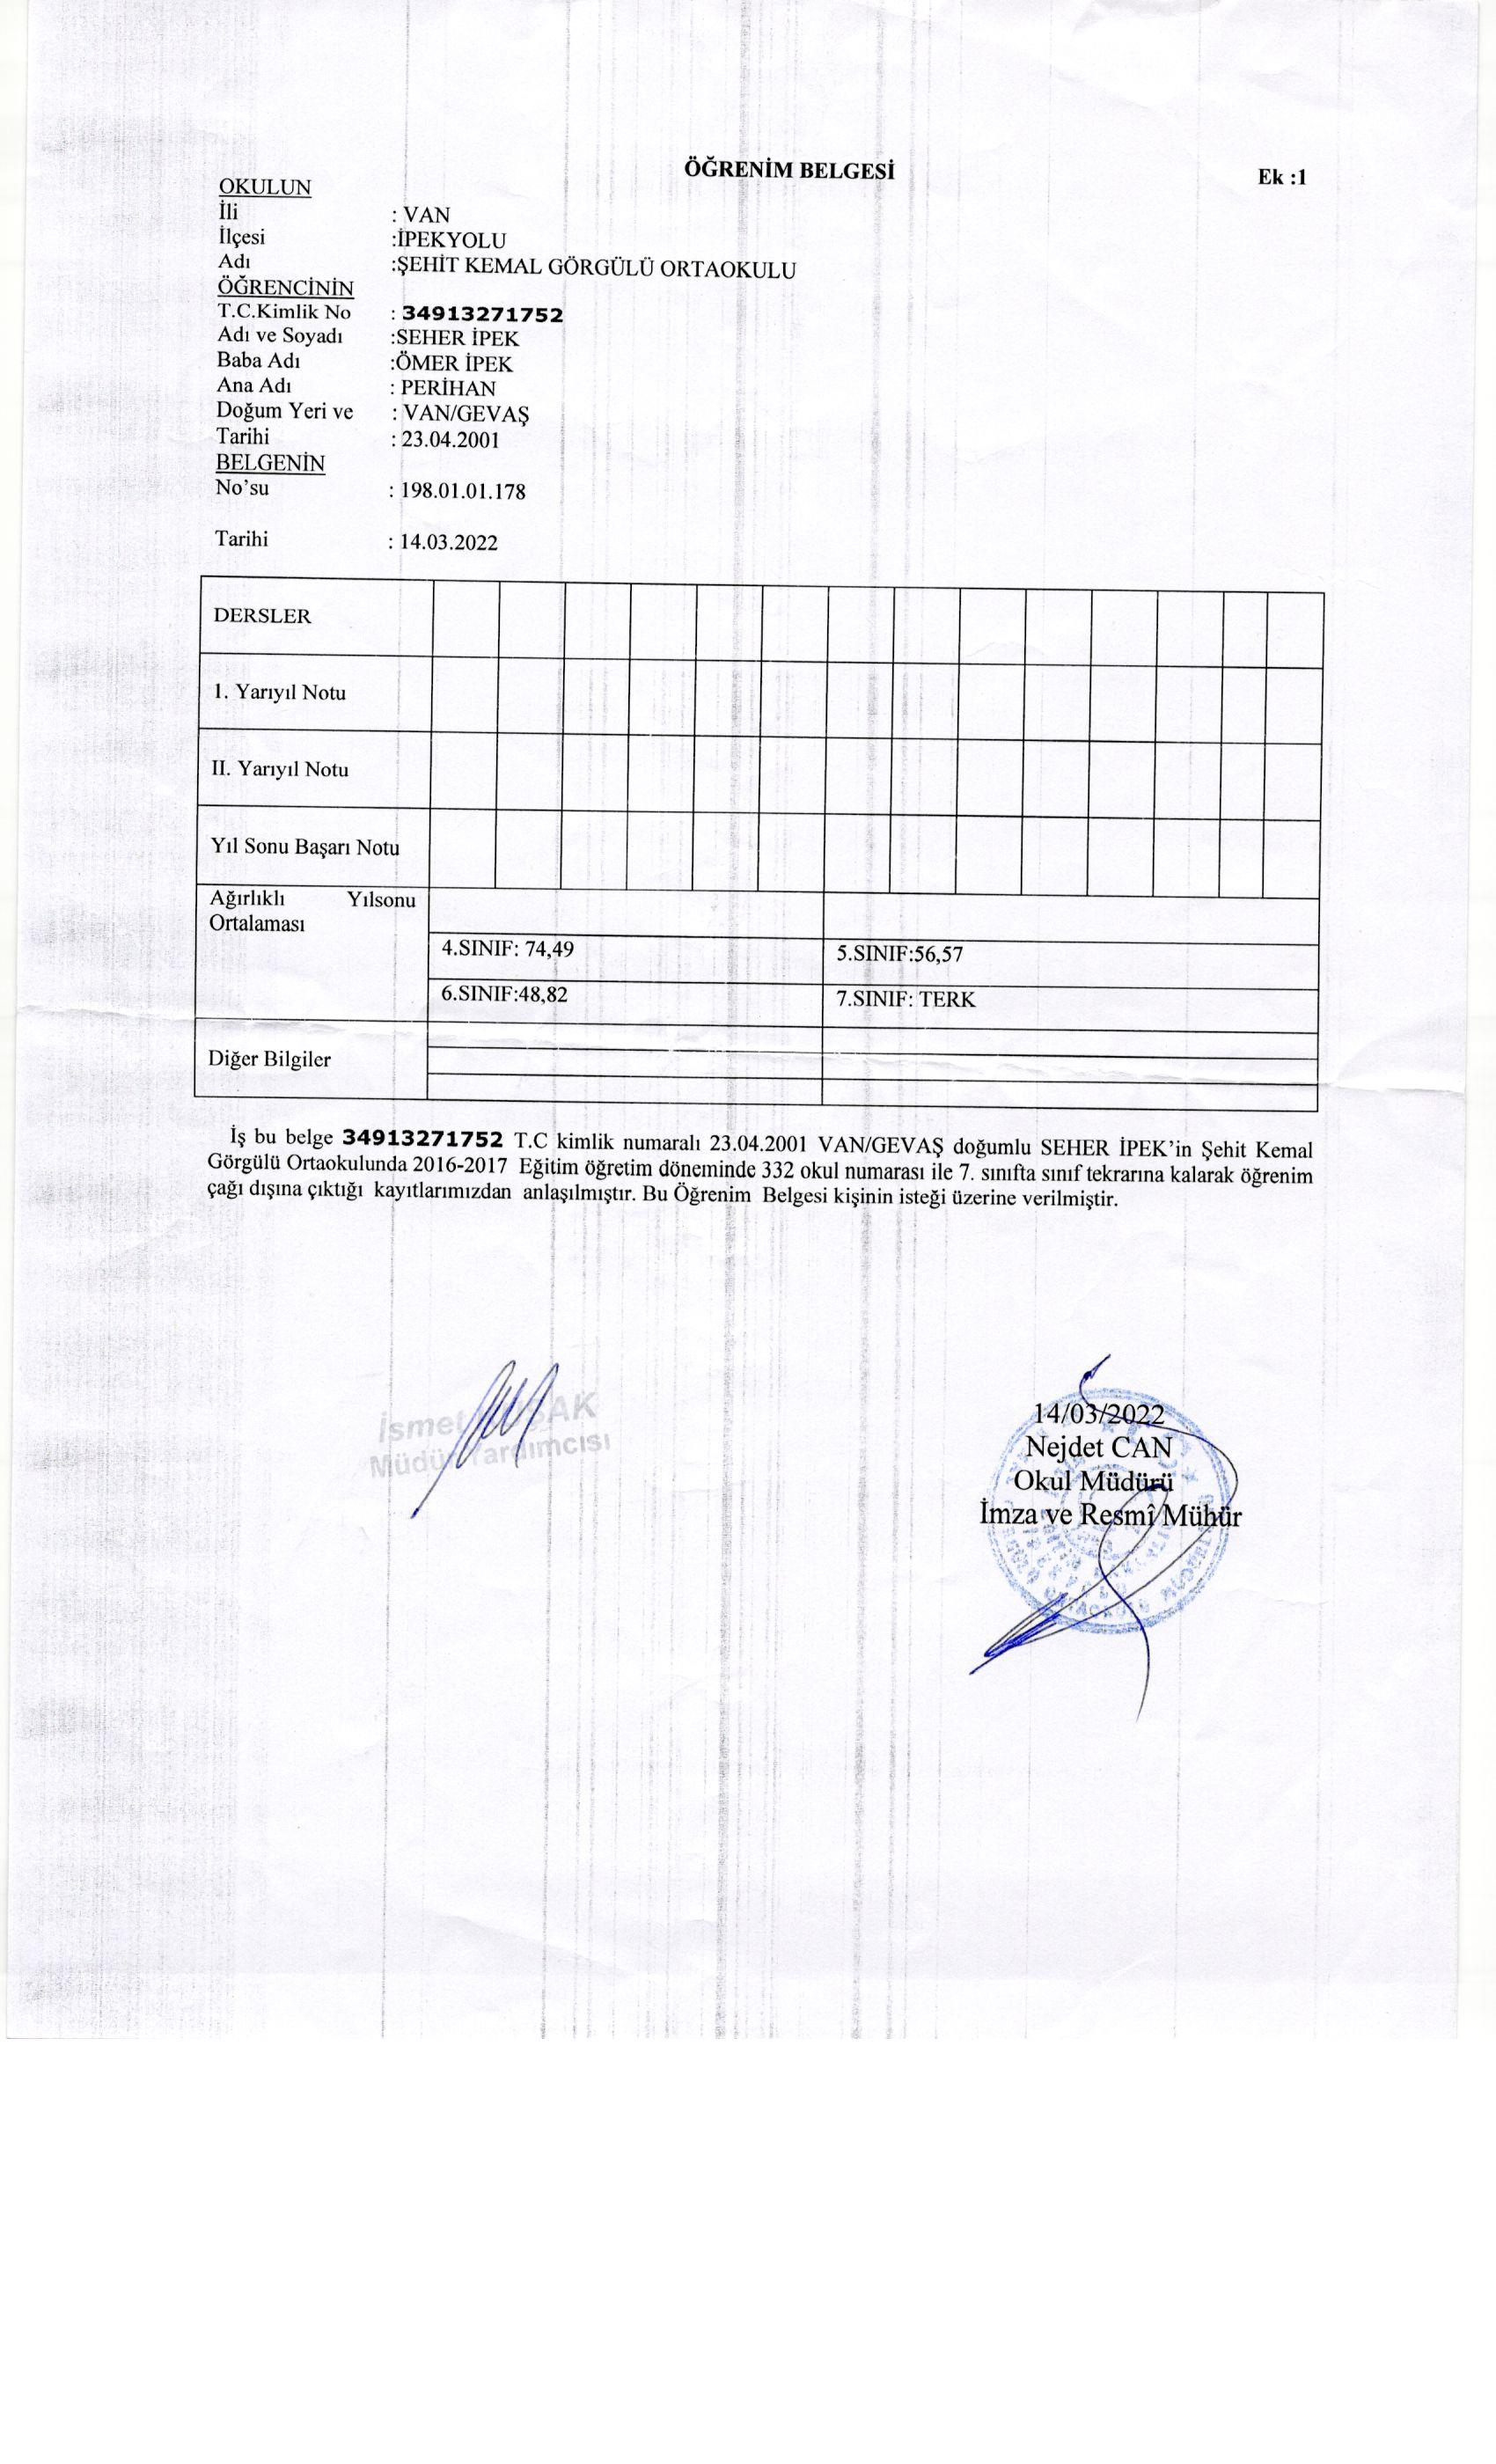 ÖĞRENİM BELGESİ
Ek :1
OKULUN
İli : VAN
İlçesi :İPEKYOLU
Adı :ŞEHİT KEMAL GÖRGÜLÜ ORTAOKULU
ÖĞRENCİNİN
T.C.Kimlik No : 34913271752
Adı ve Soyadı :SEHER İPEK
Baba Adı :ÖMER İPEK
Ana Adı : PERİHAN
Doğum Yeri ve : VAN/GEVAŞ
Tarihi : 23.04.2001
BELGENİN
No'su : 198.01.01.178
Tarihi : 14.03.2022
DERSLER
1. Yarıyıl Notu
II. Yarıyıl Notu
Yıl Sonu Başarı Notu
Ağırlıklı Yılsonu
Ortalaması
4.SINIF: 74,49 5.SINIF:56,57
6.SINIF:48,82 7.SINIF: TERK
Diğer Bilgiler
İş bu belge 34913271752 T.C kimlik numaralı 23.04.2001 VAN/GEVAŞ doğumlu SEHER İPEK'in Şehit Kemal
Görgülü Ortaokulunda 2016-2017 Eğitim öğretim döneminde 332 okul numarası ile 7. sınıfta sınıf tekrarına kalarak öğrenim
çağı dışına çıktığı kayıtlarımızdan anlaşılmıştır. Bu Öğrenim Belgesi kişinin isteği üzerine verilmiştir.
İsmet
Müdür Yardımcısı
14/03/2022
Nejdet CAN
Okul Müdürü
İmza ve Resmî Mühür